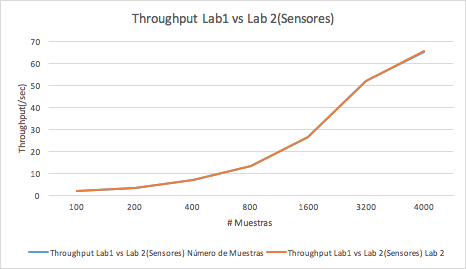 Throughput Lab1 vs Lab 2(Sensores)
70
60
50
40
30
20
10
0
Throughput(/sec)
100 200 400 800 1600 3200 4000
# Muestras
Throughput Lab1 vs Lab 2(Sensores) Número de Muestras Throughput Lab1 vs Lab 2(Sensores) Lab 2